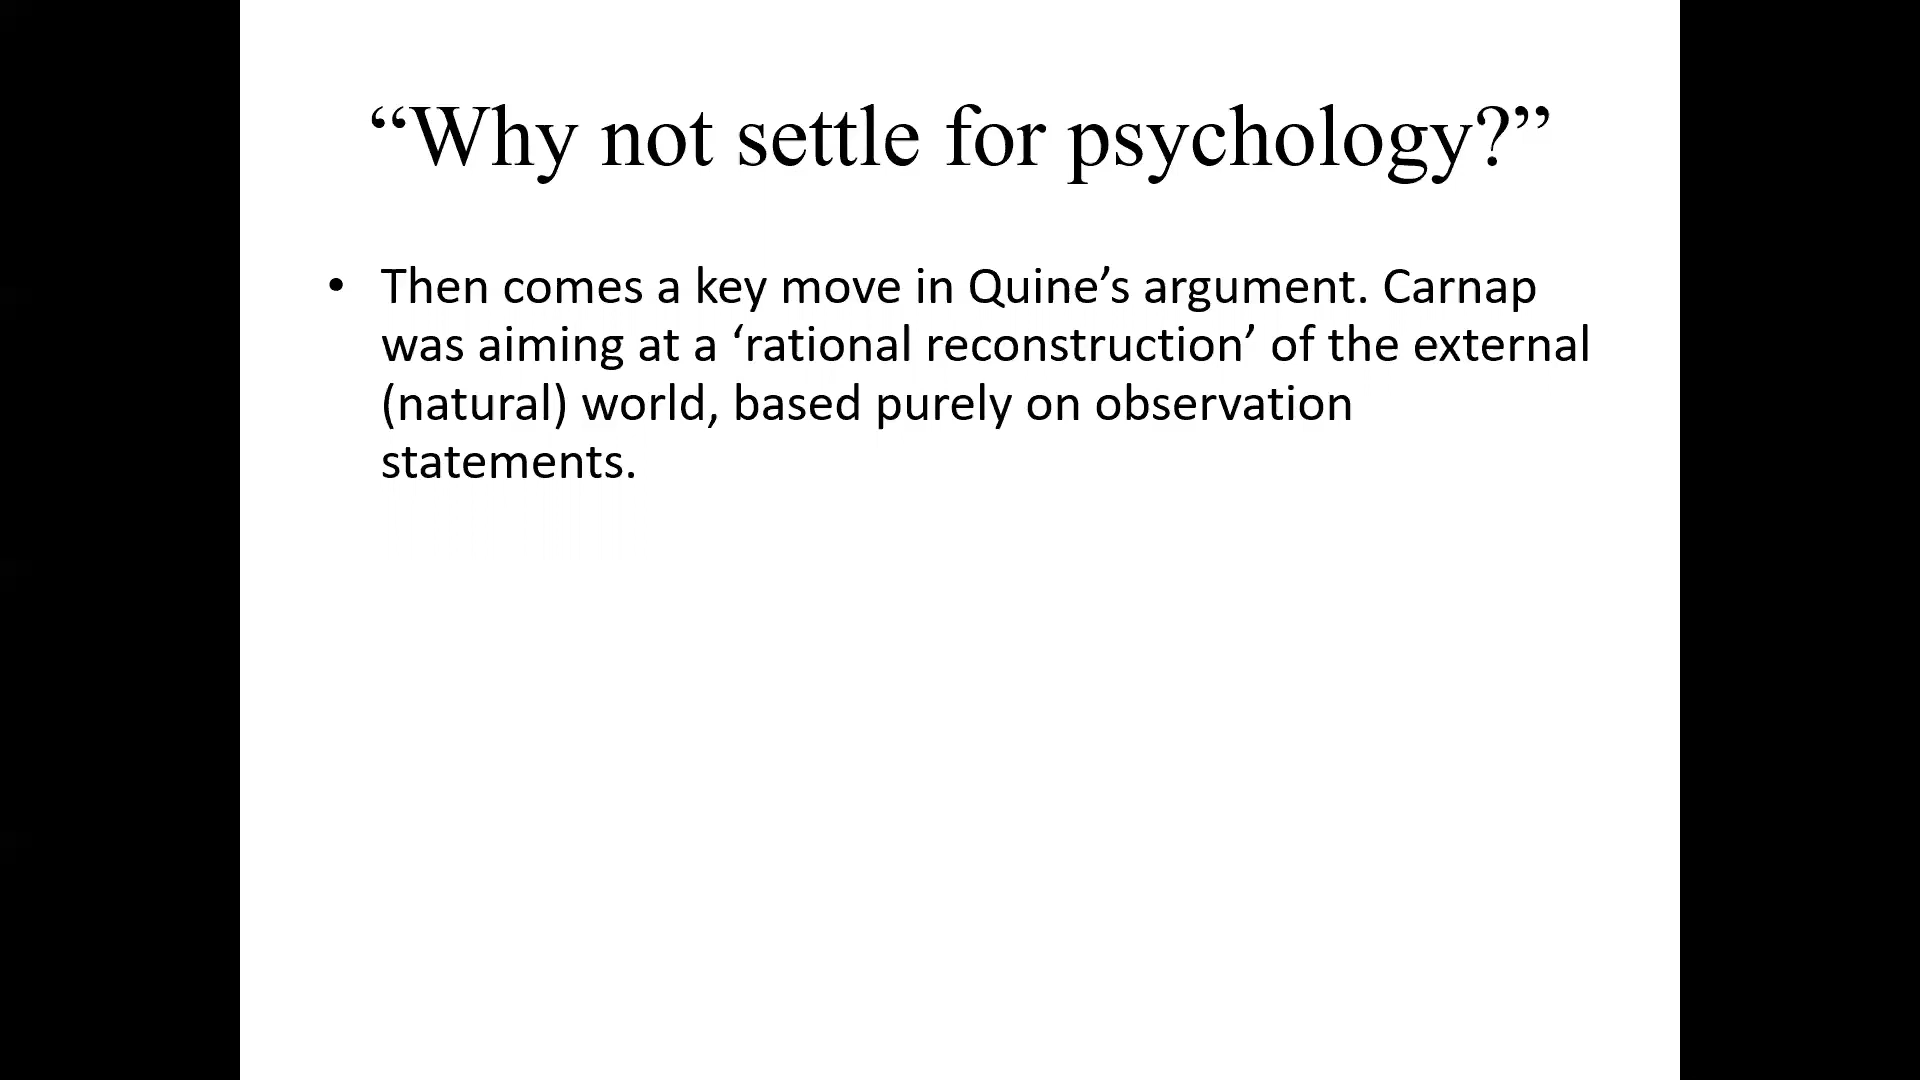 “Why not settle for psychology?”
• Then comes a key move in Quine’s argument. Carnap
was aiming at a ‘rational reconstruction’ of the external
(natural) world, based purely on observation
statements.